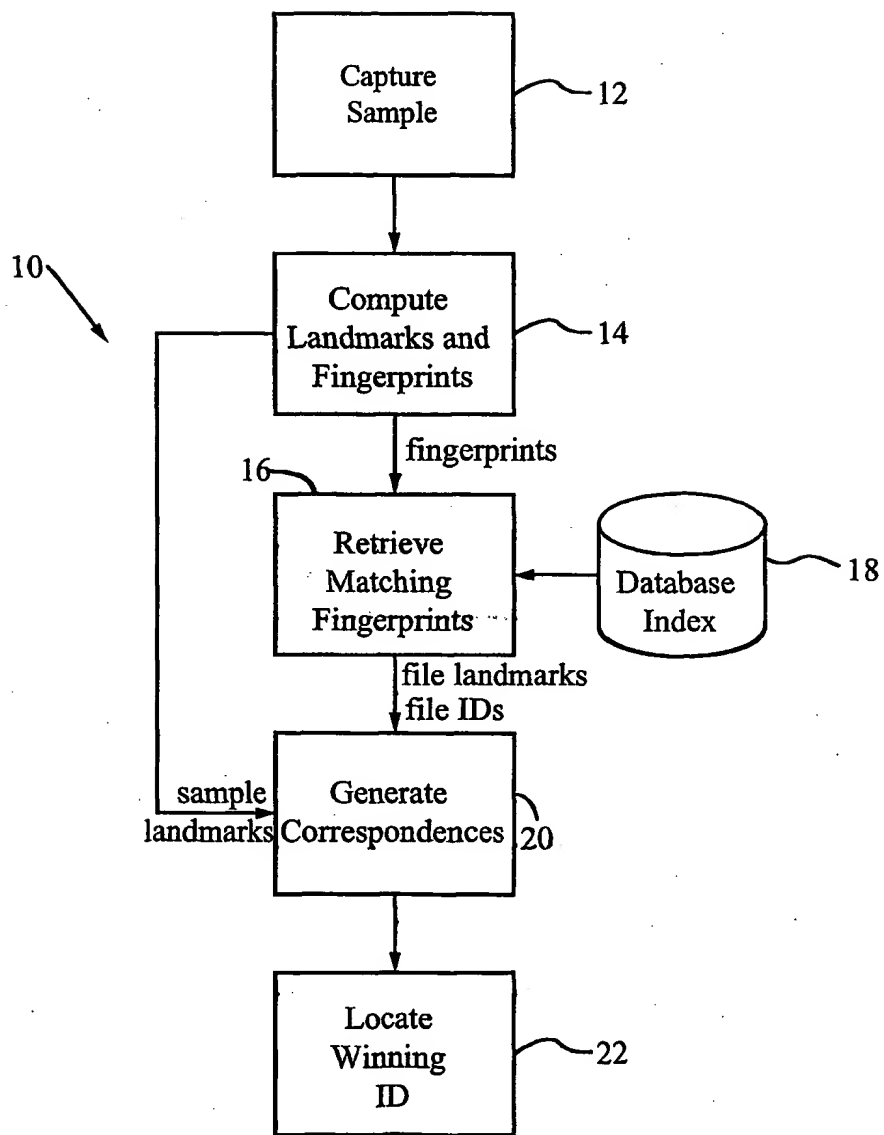 Capture
Sample
12
10
Compute
Landmarks and
Fingerprints
14
fingerprints
16
Retrieve
Matching
Fingerprints
Database
Index
18
file landmarks
file IDs
sample
landmarks
Generate
Correspondences
20
Locate
Winning
ID
22